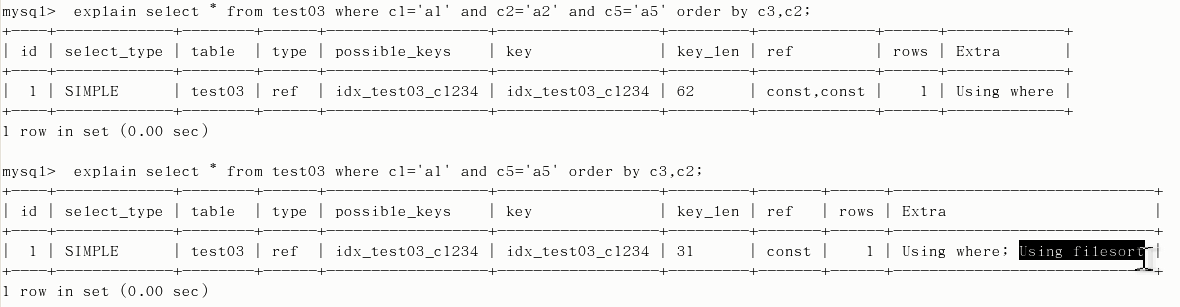 mysql>  explain select * from test03 where c1='a1' and c2='a2' and c5='a5' order by c3,c2;
+----+-------------+--------+------+------------------+------------------+---------+-------------+------+-------------+
| id | select_type | table  | type | possible_keys    | key              | key_len | ref         | rows | Extra       |
+----+-------------+--------+------+------------------+------------------+---------+-------------+------+-------------+
|  1 | SIMPLE      | test03 | ref  | idx_test03_c1234 | idx_test03_c1234 | 62      | const,const |    1 | Using where |
+----+-------------+--------+------+------------------+------------------+---------+-------------+------+-------------+
1 row in set (0.00 sec)
mysql>  explain select * from test03 where c1='a1' and c5='a5' order by c3,c2;
+----+-------------+--------+------+------------------+------------------+---------+-------+------+-----------------------------+
| id | select_type | table  | type | possible_keys    | key              | key_len | ref   | rows | Extra                       |
+----+-------------+--------+------+------------------+------------------+---------+-------+------+-----------------------------+
|  1 | SIMPLE      | test03 | ref  | idx_test03_c1234 | idx_test03_c1234 | 31      | const |    1 | Using where; Using filesort |
+----+-------------+--------+------+------------------+------------------+---------+-------+------+-----------------------------+
1 row in set (0.00 sec)